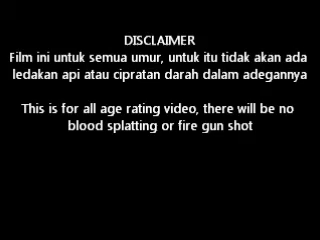 DISCLAIMER
Film ini untuk semua umur, untuk itu tidak akan ada
ledakan api atau cipratan darah dalam adegannya
This is for all age rating video, there will be no
blood splatting or fire gun shot